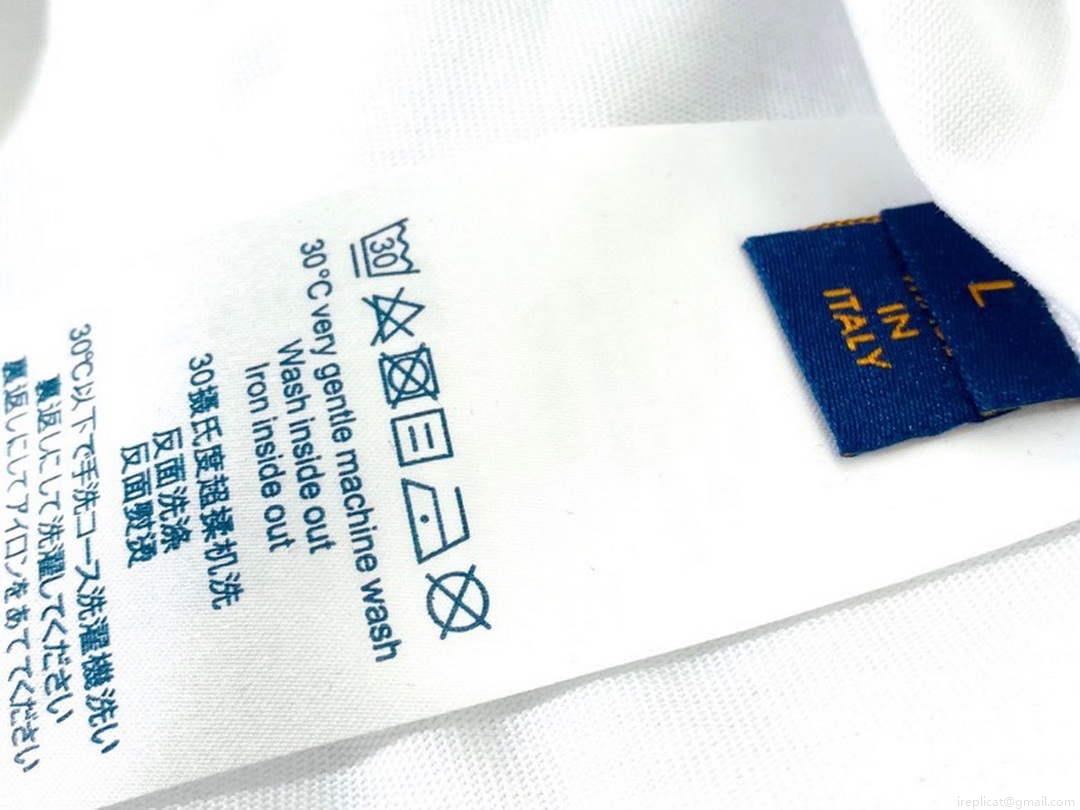 30
30°C very gentle machine wash
Wash inside out
Iron inside out
30摄氏度超揉机洗
反面洗涤
反面熨烫
30℃以下で手洗コース洗濯機洗い
裏返しにして洗濯してください
裏返しにしてアイロンをあててください
IN
ITALY
L
ireplicat@gmail.com